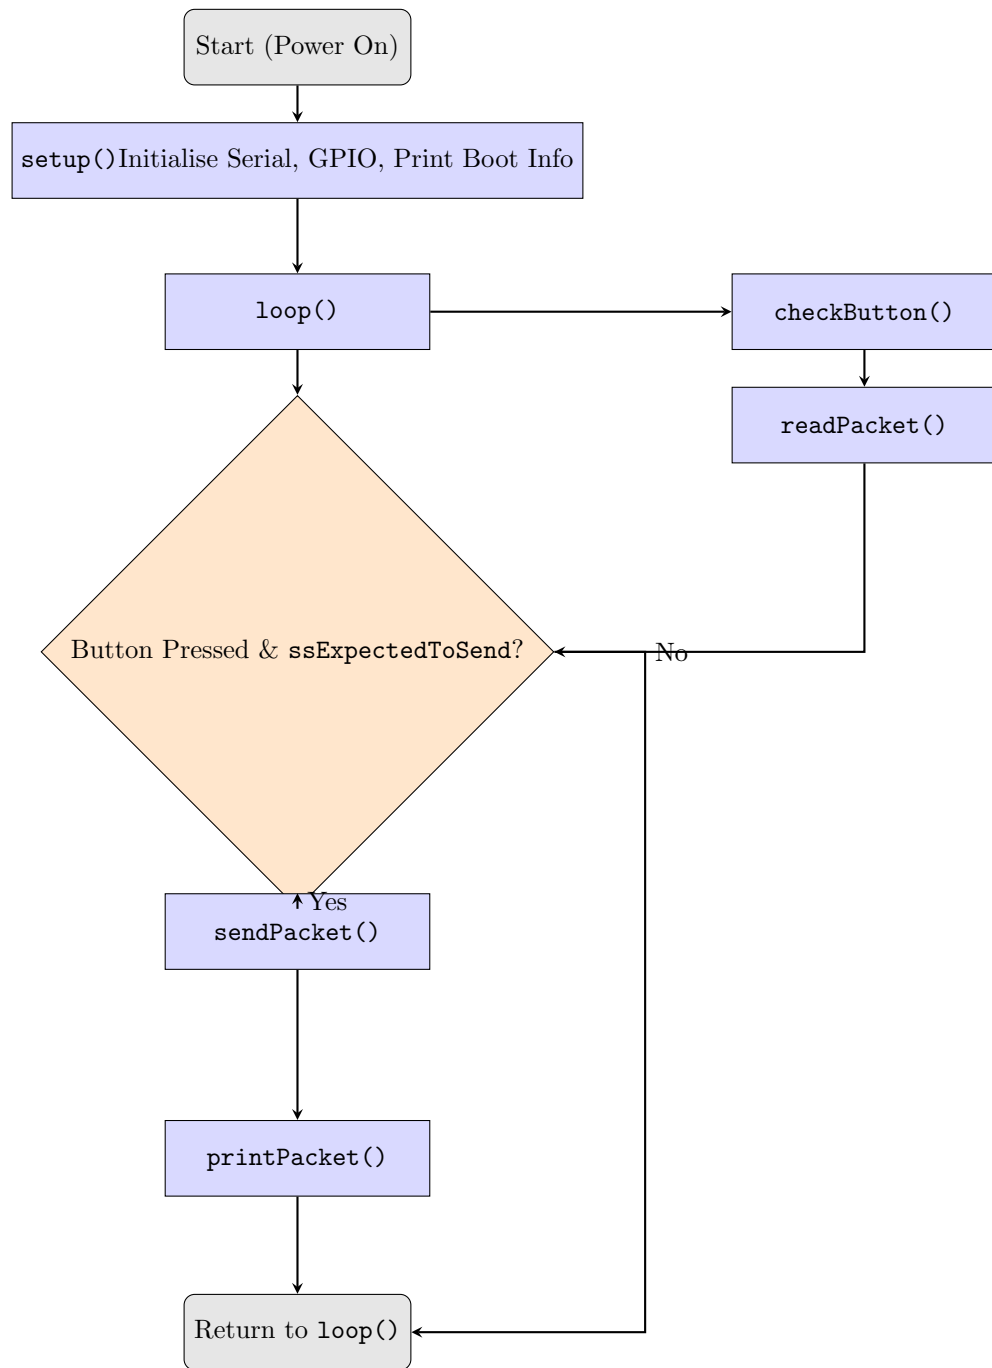 Start (Power On)
setup()Initialise Serial, GPIO, Print Boot Info
loop()
checkButton()
readPacket()
Button Pressed & ssExpectedToSend?
No
Yes
sendPacket()
printPacket()
Return to loop()